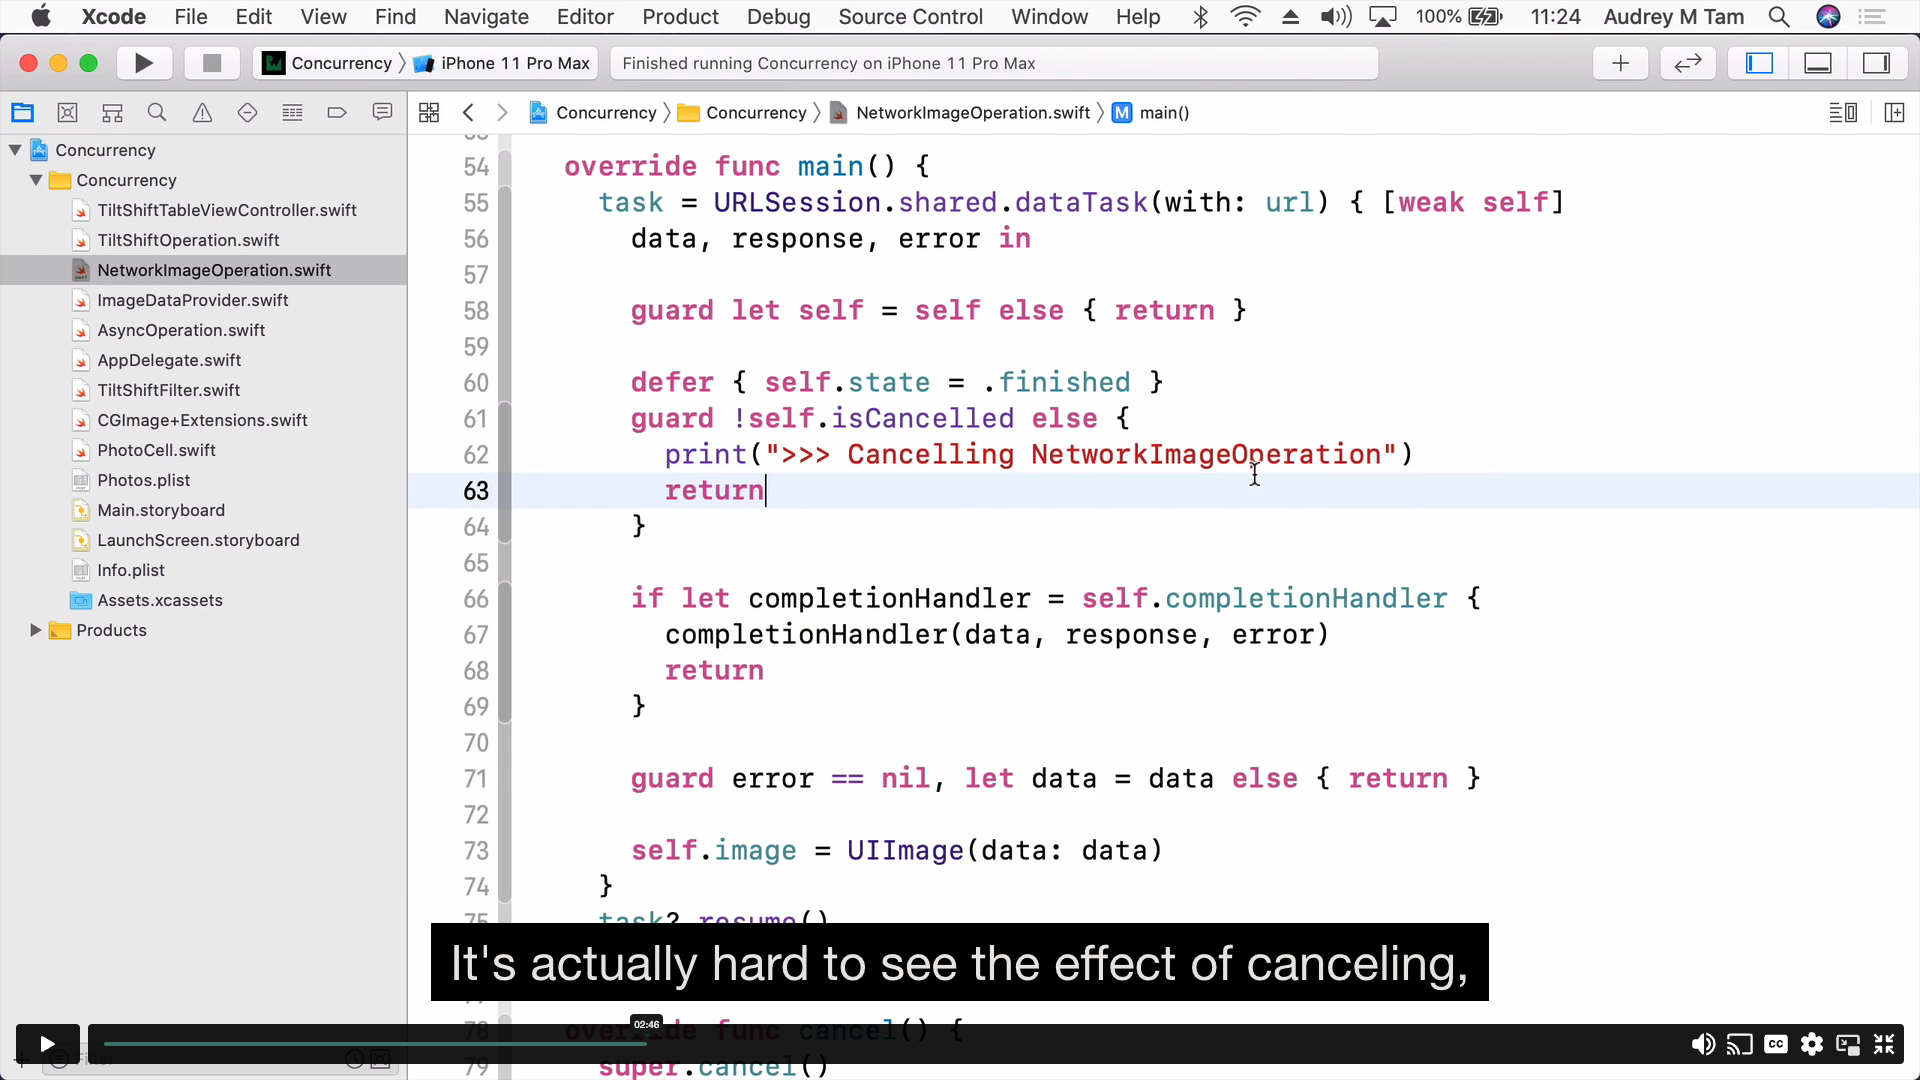 Xcode File Edit View Find Navigate Editor Product Debug Source Control Window Help 100% 11:24 Audrey M Tam
Concurrency iPhone 11 Pro Max Finished running Concurrency on iPhone 11 Pro Max
Concurrency Concurrency NetworkImageOperation.swift M main()
Concurrency
Concurrency
TiltShiftTableViewController.swift
TiltShiftOperation.swift
NetworkImageOperation.swift
ImageDataProvider.swift
AsyncOperation.swift
AppDelegate.swift
TiltShiftFilter.swift
CGImage+Extensions.swift
PhotoCell.swift
Photos.plist
Main.storyboard
LaunchScreen.storyboard
Info.plist
Assets.xcassets
Products
54 override func main() {
55 task = URLSession.shared.dataTask(with: url) { [weak self]
56 data, response, error in
57
58 guard let self = self else { return }
59
60 defer { self.state = .finished }
61 guard !self.isCancelled else {
62 print(">>> Cancelling NetworkImageOperation")
63 return
64 }
65
66 if let completionHandler = self.completionHandler {
67 completionHandler(data, response, error)
68 return
69 }
70
71 guard error == nil, let data = data else { return }
72
73 self.image = UIImage(data: data)
74 }
75 task?.resume()
It's actually hard to see the effect of canceling,
02:46
78 override func cancel() {
79 super.cancel()
Filter
CC